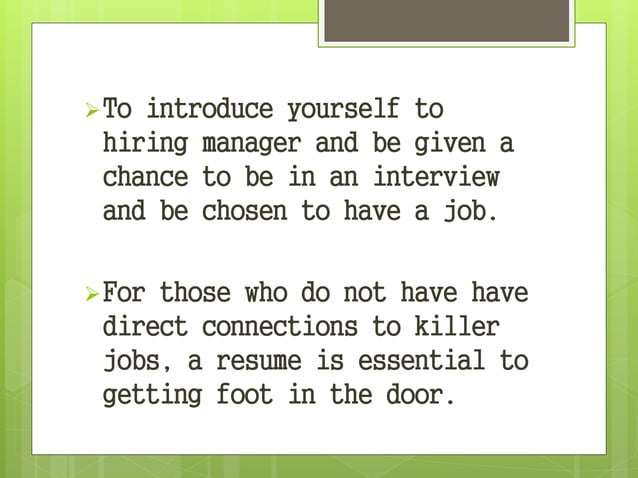 To introduce yourself to
hiring manager and be given a
chance to be in an interview
and be chosen to have a job.
For those who do not have have
direct connections to killer
jobs, a resume is essential to
getting foot in the door.